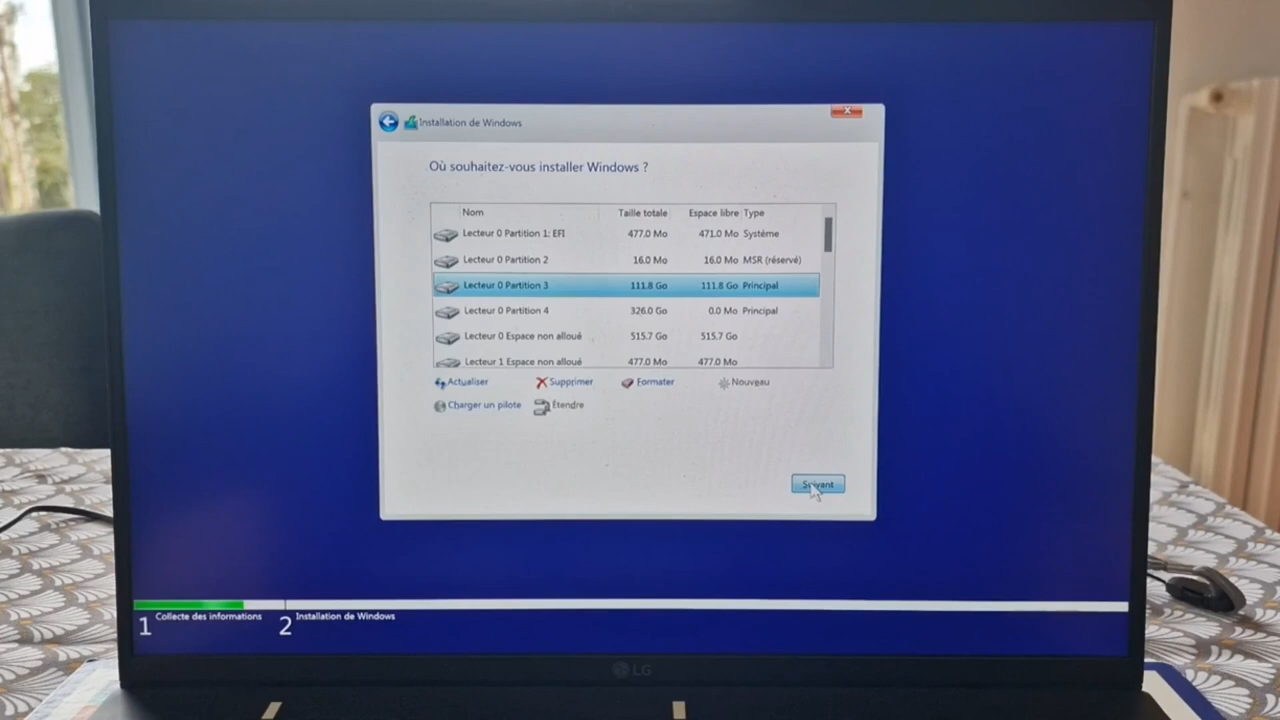 Installation de Windows
Où souhaitez-vous installer Windows ?
Nom Taille totale Espace libre Type
Lecteur 0 Partition 1: EFI 477.0 Mo 471.0 Mo Système
Lecteur 0 Partition 2 16.0 Mo 16.0 Mo MSR (réservé)
Lecteur 0 Partition 3 111.8 Go 111.8 Go Principal
Lecteur 0 Partition 4 326.0 Go 0.0 Mo Principal
Lecteur 0 Espace non alloué 515.7 Go 515.7 Go
Lecteur 1 Espace non alloué 477.0 Mo 477.0 Mo
Actualiser Supprimer Formater Nouveau
Charger un pilote Étendre
Suivant
1 Collecte des informations 2 Installation de Windows
LG